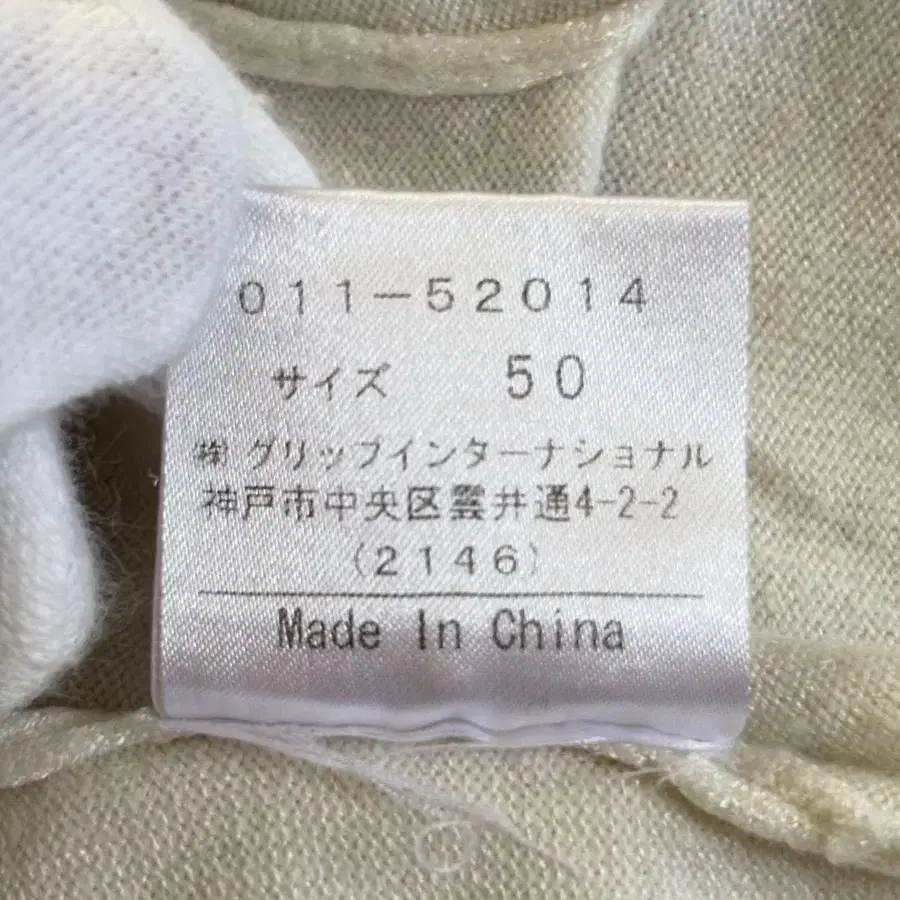 011-52014
サイズ 50
㈱グリップインターナショナル
神戸市中央区雲井通4-2-2
(2146)
Made In China